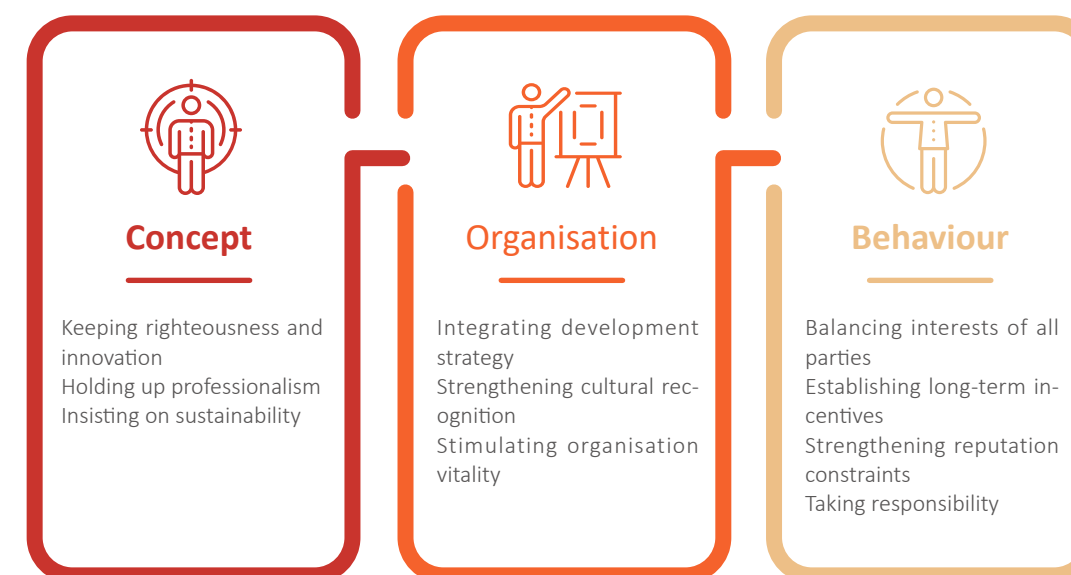 Concept
Keeping righteousness and
innovation
Holding up professionalism
Insisting on sustainability
Organisation
Integrating development
strategy
Strengthening cultural rec-
ognition
Stimulating organisation
vitality
Behaviour
Balancing interests of all
parties
Establishing long-term in-
centives
Strengthening reputation
constraints
Taking responsibility